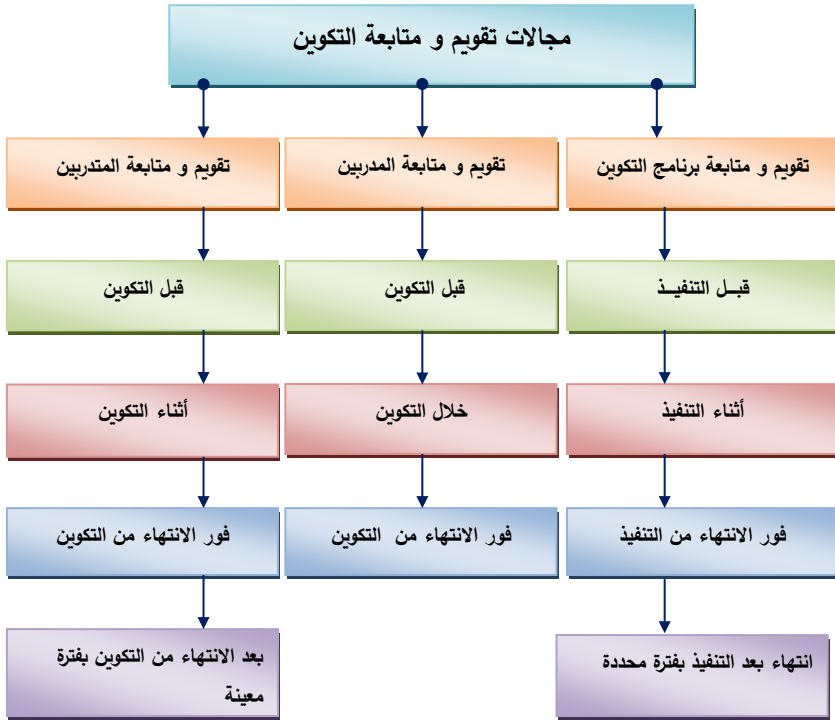 مجالات تقويم و متابعة التكوين
تقويم و متابعة برنامج التكوين
تقويم و متابعة المدربين
تقويم و متابعة المتدربين
قبــل التنفيــذ
قبل التكوين
قبل التكوين
أثناء التنفيذ
خلال التكوين
أثناء التكوين
فور الانتهاء من التنفيذ
فور الانتهاء من التكوين
فور الانتهاء من التكوين
انتهاء بعد التنفيذ بفترة محددة
بعد الانتهاء من التكوين بفترة
معينة